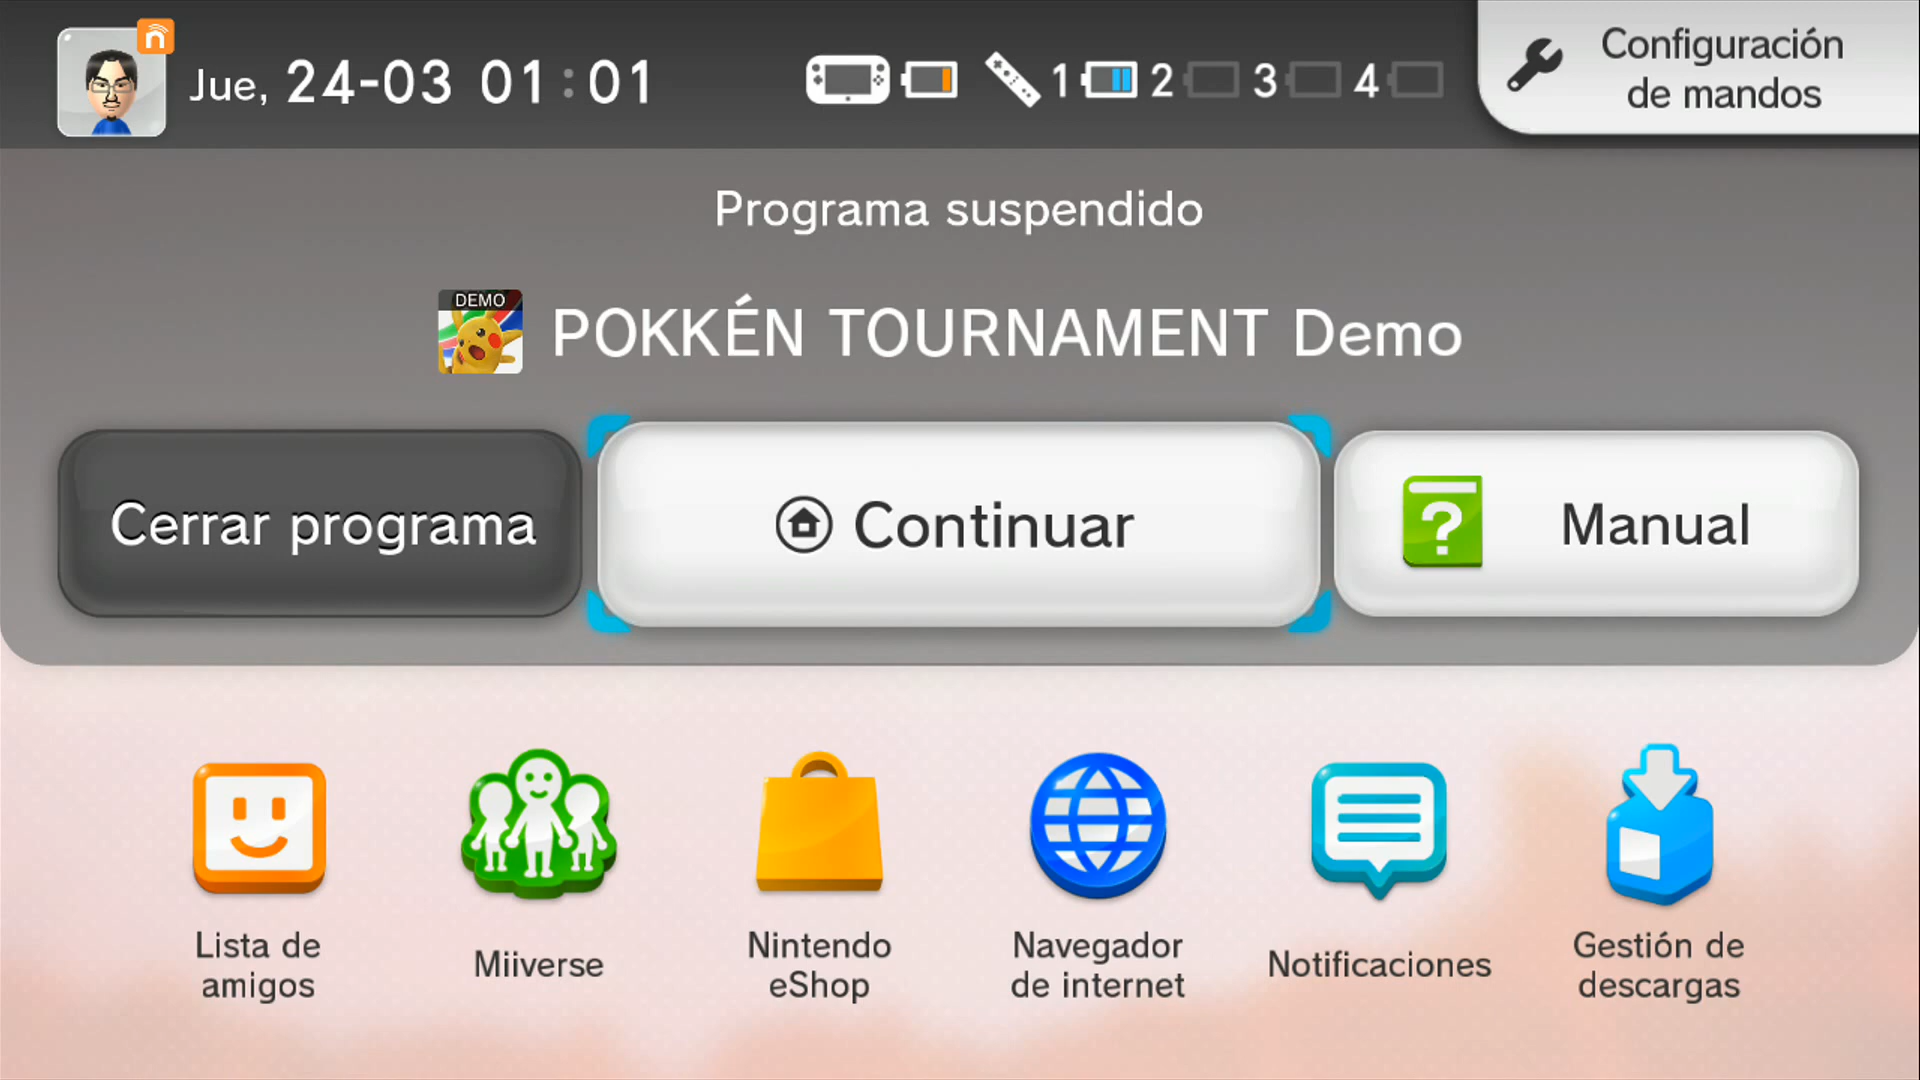 Jue, 24-03 01:01
1 2 3 4
Configuración
de mandos
Programa suspendido
DEMO
POKKÉN TOURNAMENT Demo
Cerrar programa
Continuar
? Manual
Lista de
amigos
Miiverse
Nintendo
eShop
Navegador
de internet
Notificaciones
Gestión de
descargas